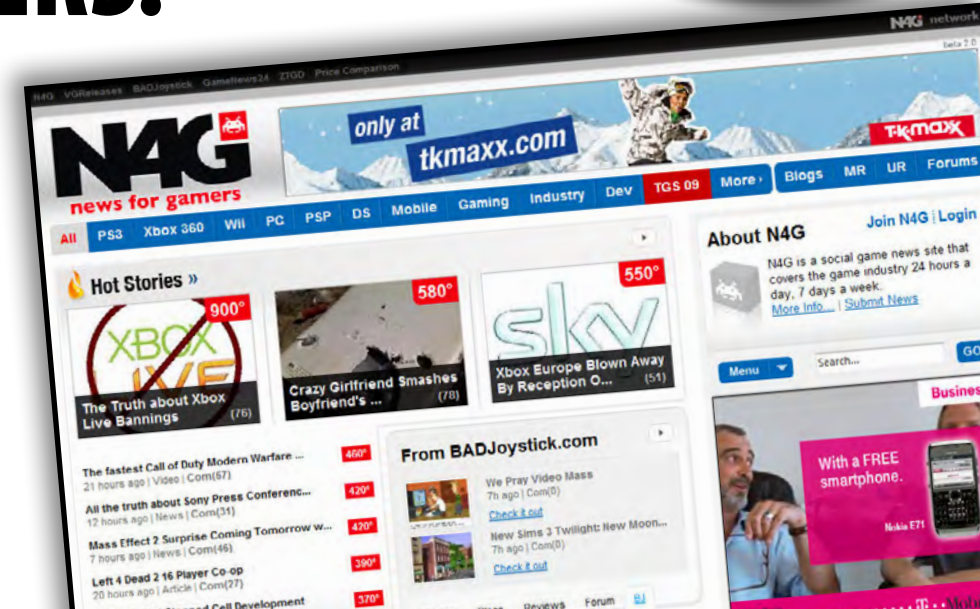 ERS:
N4G network
beta 2.0
N4G VGReleases BADJoystick GameNews24 ZTGD Price Comparison
N4G
news for gamers
only at
tkmaxx.com
T·K·maxx
All PS3 Xbox 360 Wii PC PSP DS Mobile Gaming Industry Dev TGS 09 More › Blogs MR UR Forums
Hot Stories »
900°
XBOX
LIVE
The Truth about Xbox
Live Bannings (76)
580°
Crazy Girlfriend Smashes
Boyfriend's ... (78)
550°
sky
Xbox Europe Blown Away
By Reception O... (51)
The fastest Call of Duty Modern Warfare ... 460°
21 hours ago | Video | Com(67)
All the truth about Sony Press Conferenc... 420°
12 hours ago | News | Com(31)
Mass Effect 2 Surprise Coming Tomorrow w... 420°
7 hours ago | News | Com(46)
Left 4 Dead 2 16 Player Co-op 390°
20 hours ago | Article | Com(27)
Cell Development 370°
From BADJoystick.com
We Pray Video Mass
7h ago | Com(0)
Check it out
New Sims 3 Twilight: New Moon...
7h ago | Com(0)
Check it out
Reviews Forum BJ
About N4G
Join N4G | Login
N4G is a social game news site that
covers the game industry 24 hours a
day, 7 days a week.
More Info... | Submit News
Menu Search... GO
Busines
With a FREE
smartphone.
Nokia E71